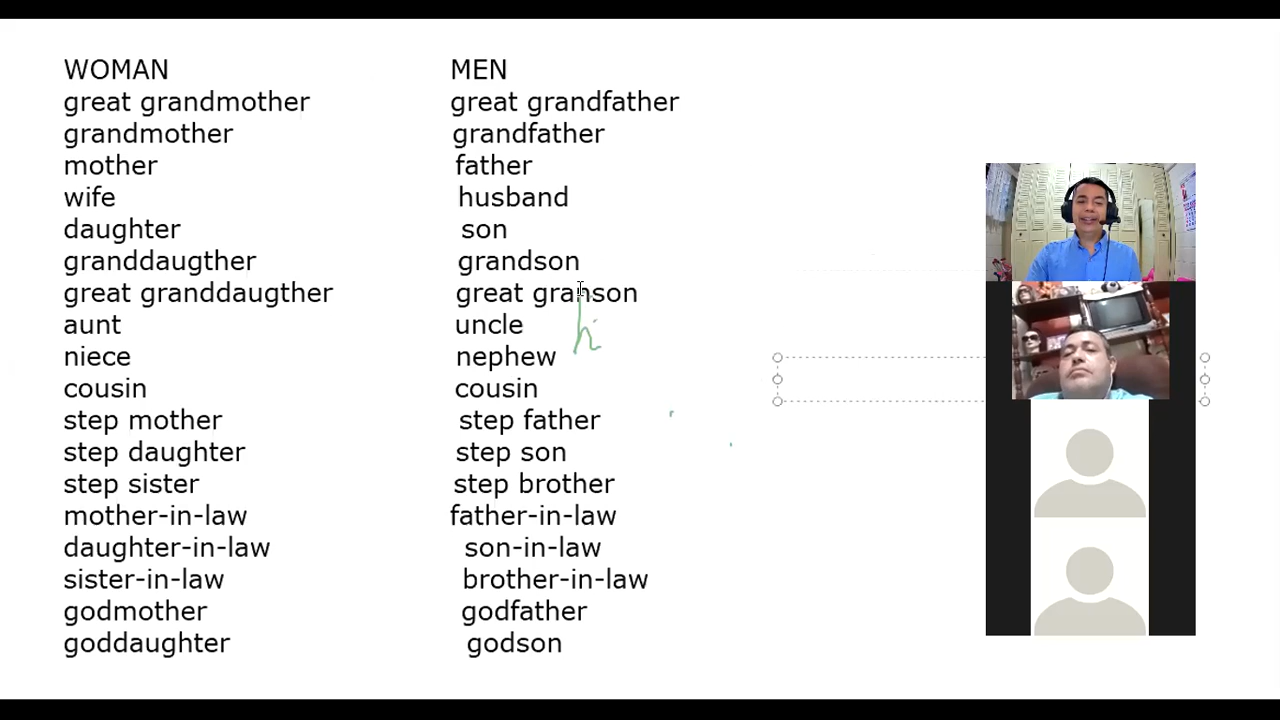 WOMAN MEN
great grandmother great grandfather
grandmother grandfather
mother father
wife husband
daughter son
granddaugther grandson
great granddaugther great granson
aunt uncle
niece nephew
cousin cousin
step mother step father
step daughter step son
step sister step brother
mother-in-law father-in-law
daughter-in-law son-in-law
sister-in-law brother-in-law
godmother godfather
goddaughter godson